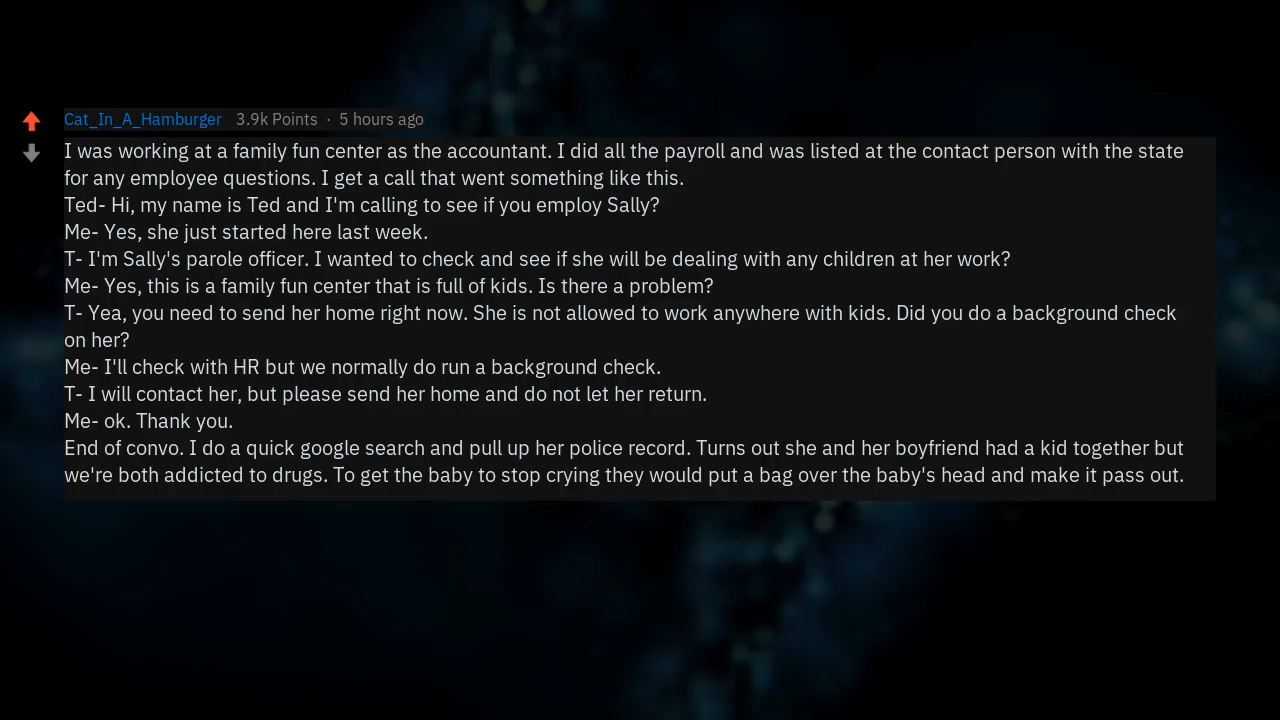 Cat_In_A_Hamburger 3.9k Points · 5 hours ago
I was working at a family fun center as the accountant. I did all the payroll and was listed at the contact person with the state
for any employee questions. I get a call that went something like this.
Ted- Hi, my name is Ted and I'm calling to see if you employ Sally?
Me- Yes, she just started here last week.
T- I'm Sally's parole officer. I wanted to check and see if she will be dealing with any children at her work?
Me- Yes, this is a family fun center that is full of kids. Is there a problem?
T- Yea, you need to send her home right now. She is not allowed to work anywhere with kids. Did you do a background check
on her?
Me- I'll check with HR but we normally do run a background check.
T- I will contact her, but please send her home and do not let her return.
Me- ok. Thank you.
End of convo. I do a quick google search and pull up her police record. Turns out she and her boyfriend had a kid together but
we're both addicted to drugs. To get the baby to stop crying they would put a bag over the baby's head and make it pass out.